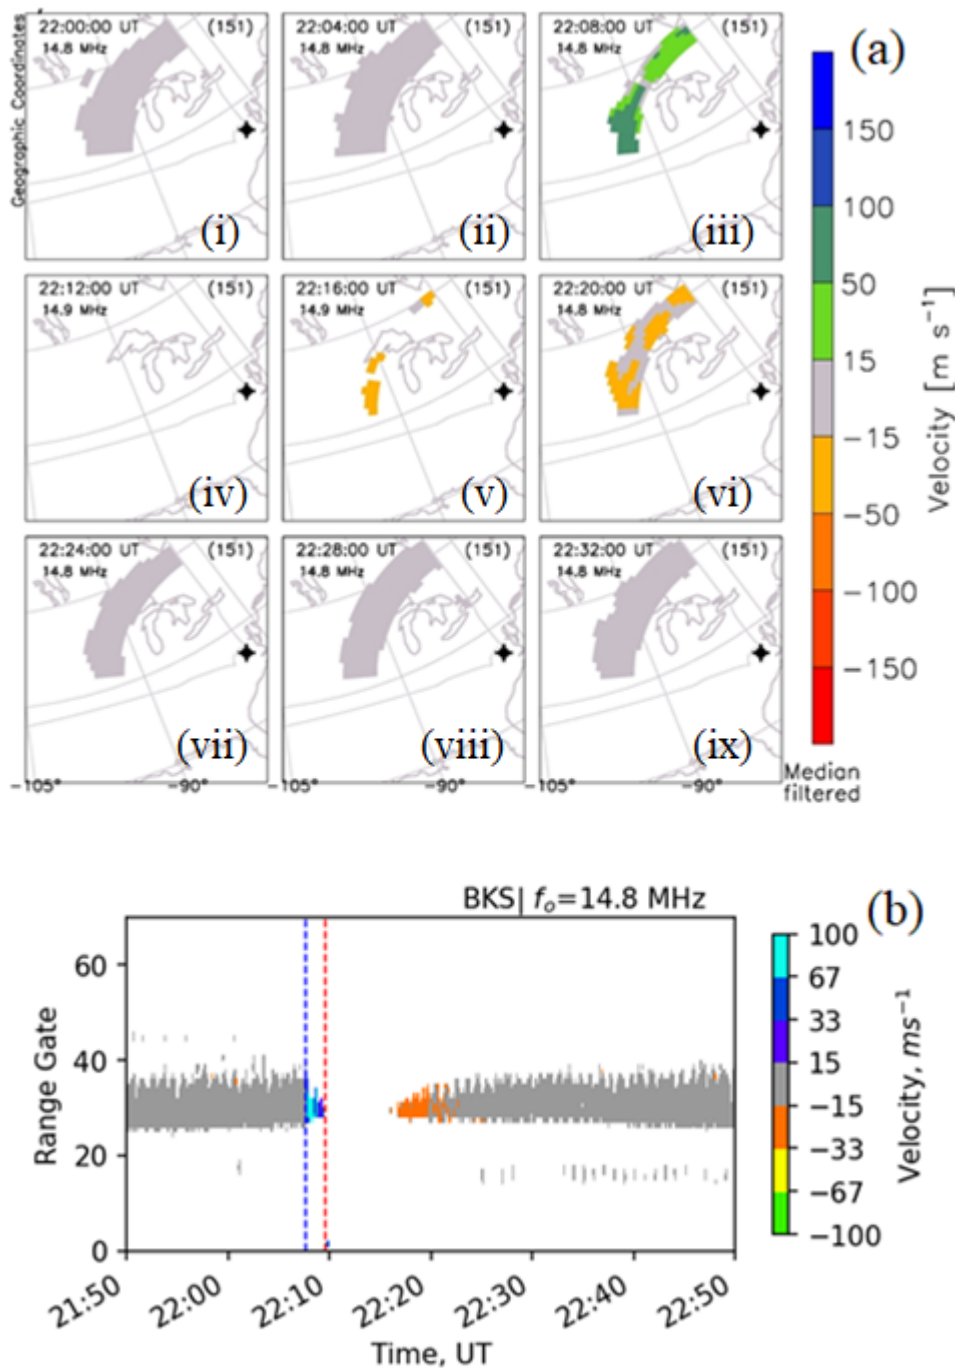 (a)
Geographic Coordinates
22:00:00 UT (151)
14.8 MHz
(i)
22:04:00 UT (151)
14.8 MHz
(ii)
22:08:00 UT (151)
14.8 MHz
(iii)
22:12:00 UT (151)
14.9 MHz
(iv)
22:16:00 UT (151)
14.9 MHz
(v)
22:20:00 UT (151)
14.8 MHz
(vi)
22:24:00 UT (151)
14.8 MHz
(vii)
22:28:00 UT (151)
14.8 MHz
(viii)
22:32:00 UT (151)
14.8 MHz
(ix)
-105° -90°
-105° -90°
-105° -90°
150
100
50
15
-15
-50
-100
-150
Velocity [m s⁻¹]
Median
filtered
BKS| fₒ=14.8 MHz
(b)
Range Gate
60
40
20
0
21:50 22:00 22:10 22:20 22:30 22:40 22:50
Time, UT
100
67
33
15
−15
−33
−67
−100
Velocity, ms⁻¹